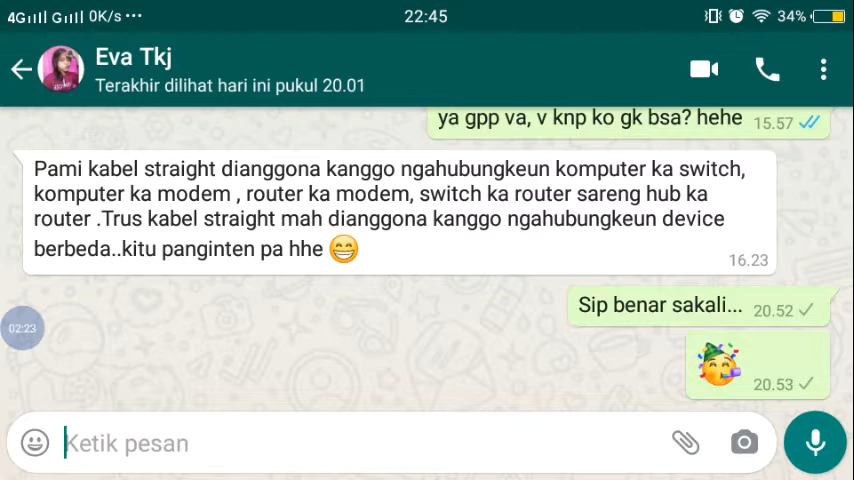 4G G 0K/s ...
22:45
34%
Eva Tkj
Terakhir dilihat hari ini pukul 20.01
ya gpp va, v knp ko gk bsa? hehe 15.57
Pami kabel straight dianggona kanggo ngahubungkeun komputer ka switch,
komputer ka modem , router ka modem, switch ka router sareng hub ka
router .Trus kabel straight mah dianggona kanggo ngahubungkeun device
berbeda..kitu panginten pa hhe 😁
16.23
Sip benar sakali... 20.52
02:23
🥳
20.53
Ketik pesan